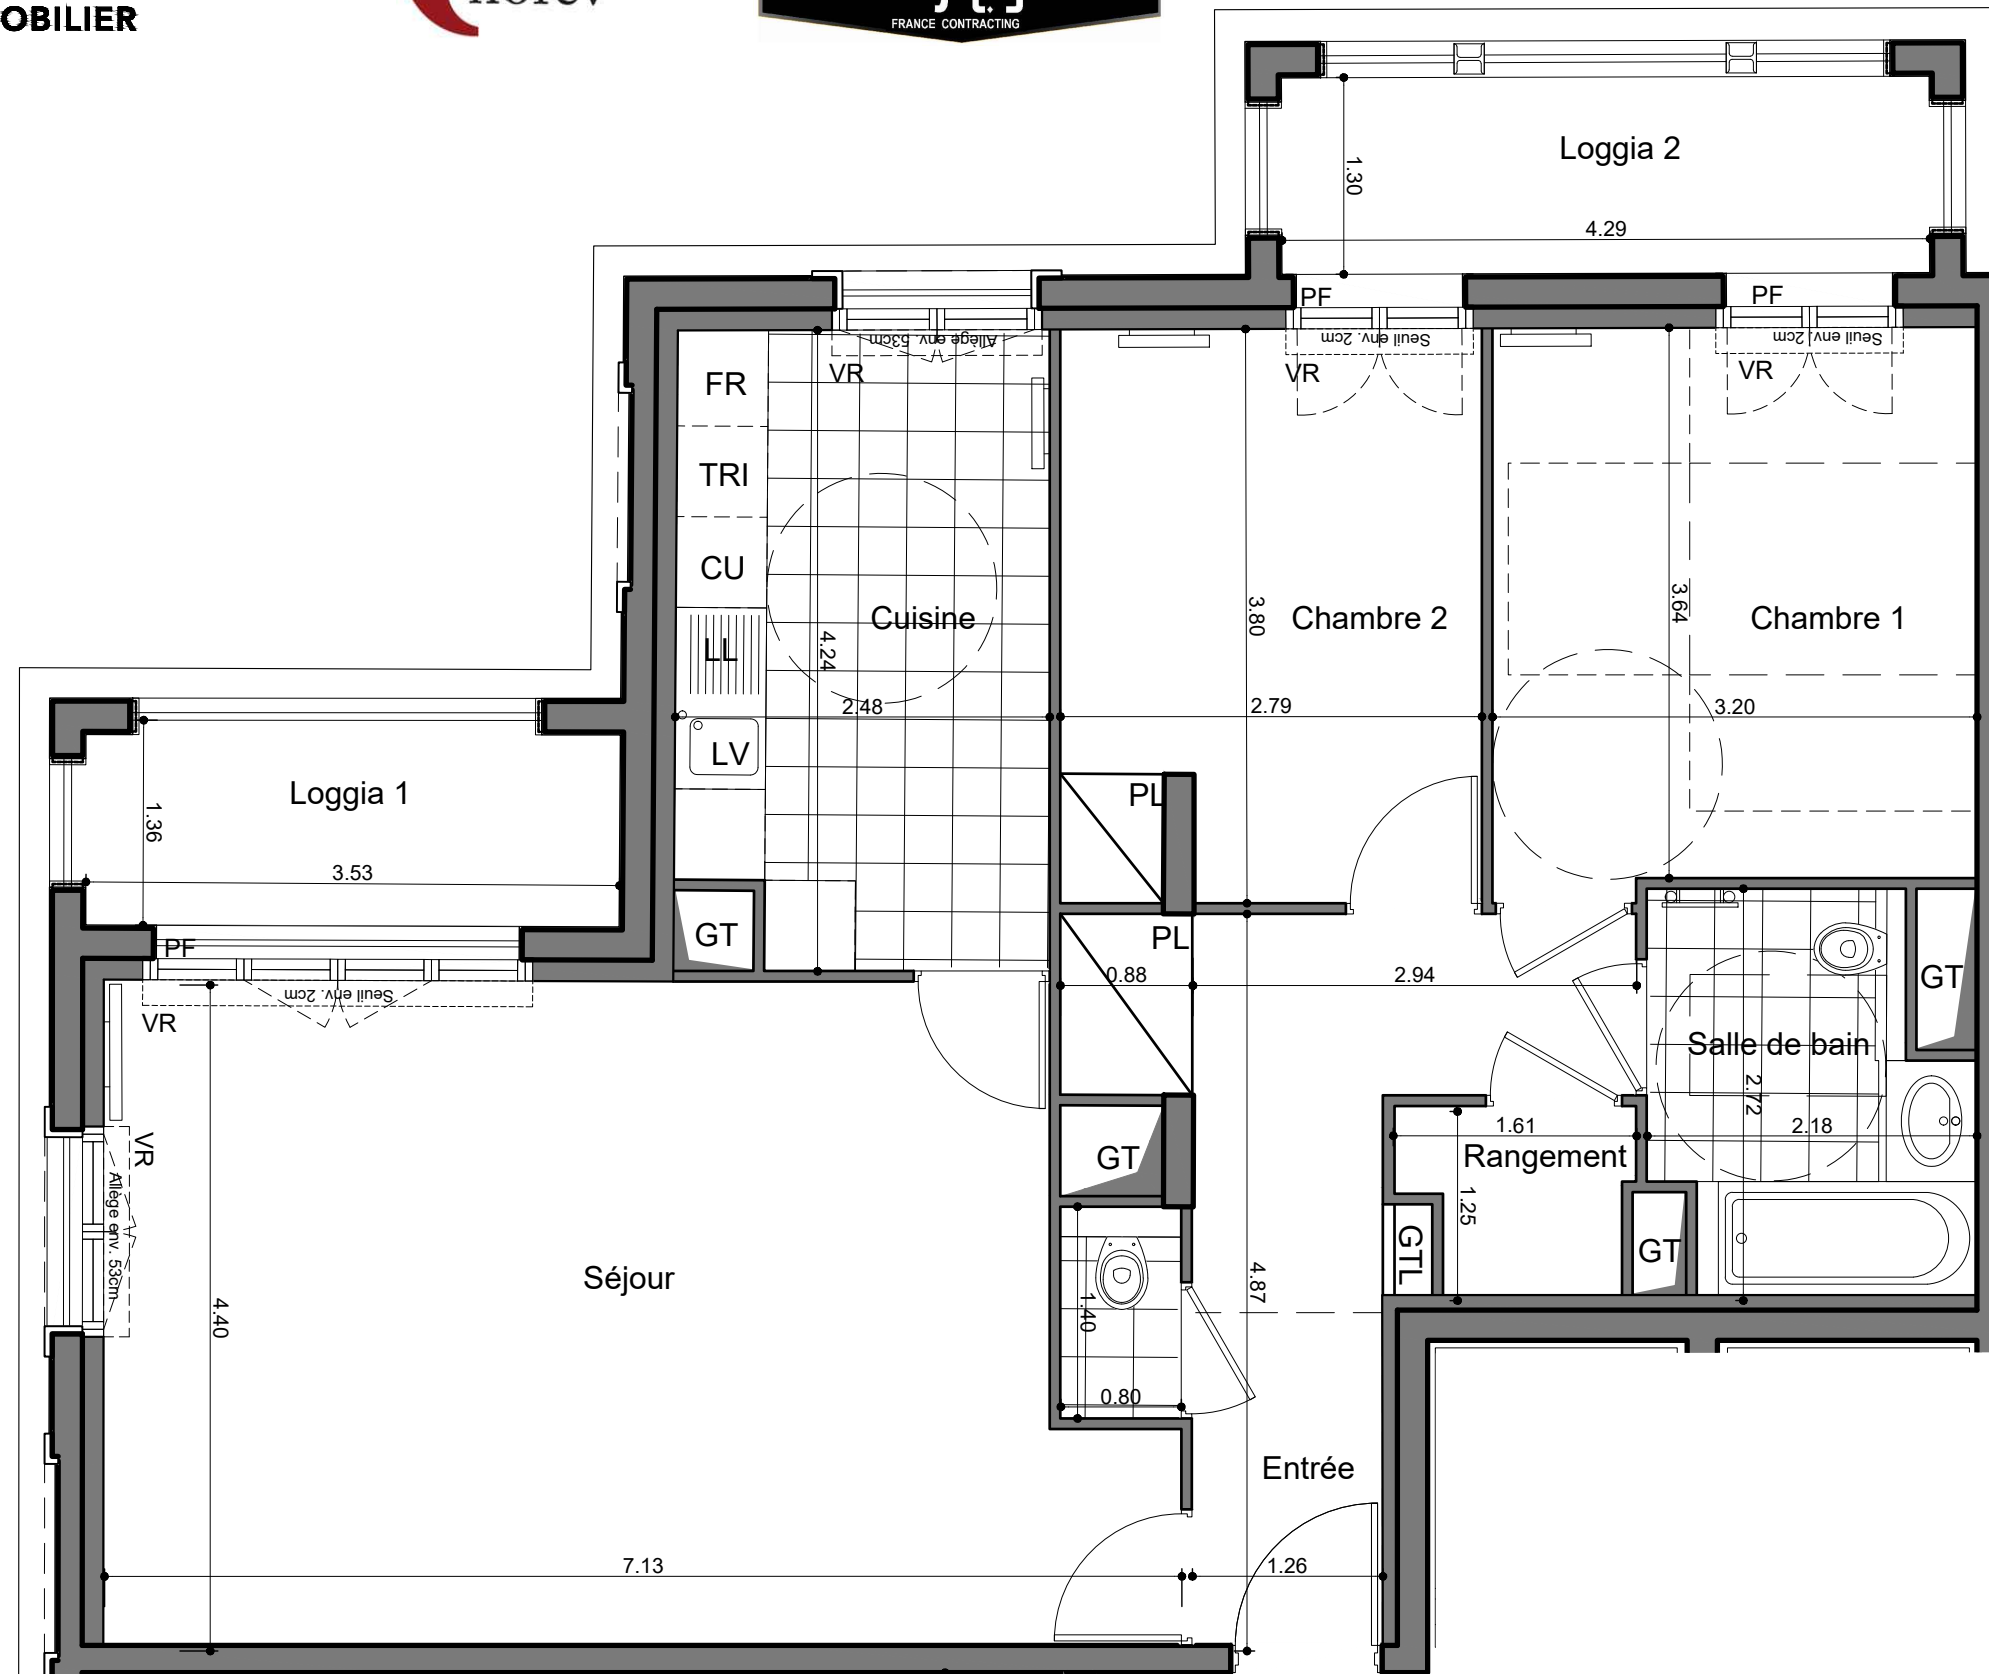 OBILIER
FRANCE CONTRACTING
Loggia 2
1.30
4.29
PF
PF
Allège env. 53cm
Seuil env. 2cm
Seuil env. 2cm
VR
VR
VR
FR
TRI
CU
LL
LV
Cuisine
4.24
2.48
3.80
Chambre 2
2.79
3.64
Chambre 1
3.20
Loggia 1
1.36
3.53
PL
GT
PL
0.88
2.94
GT
PF
Seuil env. 2cm
VR
Salle de bain
2.72
2.18
1.61
Rangement
1.25
VR
Allège env. 53cm
GT
GTL
GT
Séjour
4.40
1.40
0.80
4.87
Entrée
7.13
1.26